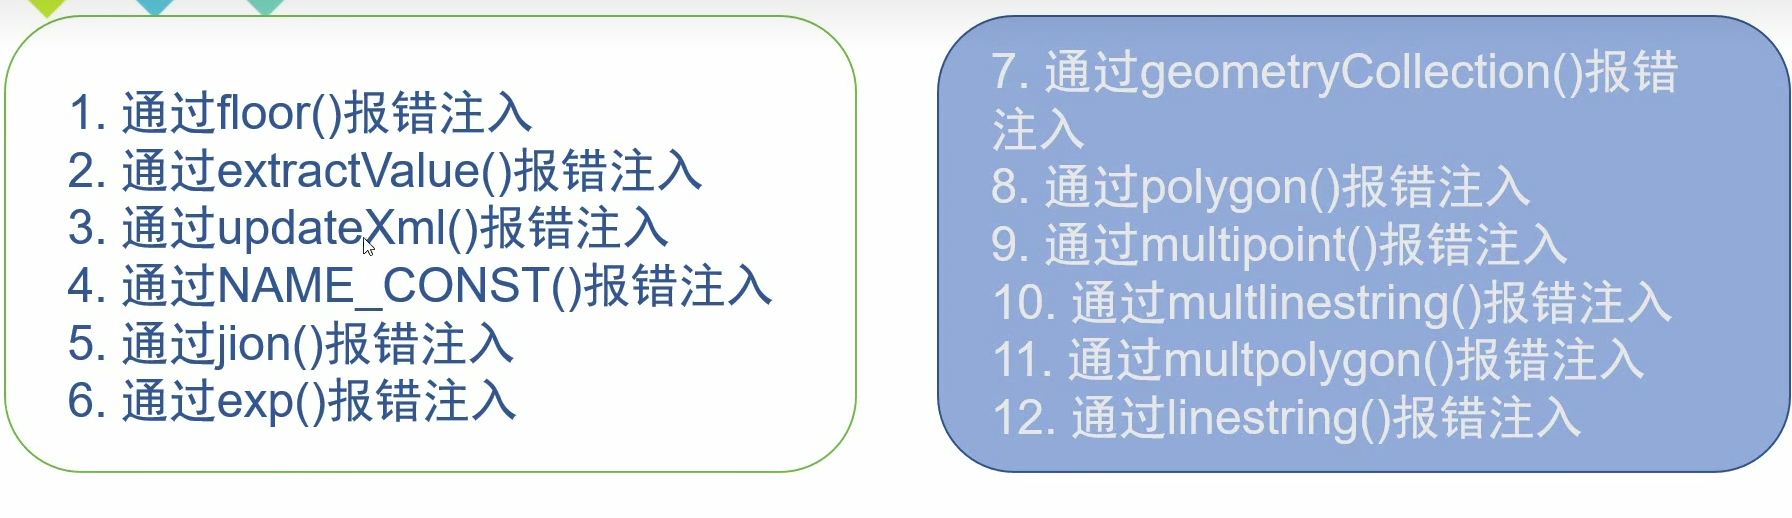 1. 通过floor()报错注入
2. 通过extractValue()报错注入
3. 通过updateXml()报错注入
4. 通过NAME_CONST()报错注入
5. 通过jion()报错注入
6. 通过exp()报错注入
7. 通过geometryCollection()报错
注入
8. 通过polygon()报错注入
9. 通过multipoint()报错注入
10. 通过multlinestring()报错注入
11. 通过multpolygon()报错注入
12. 通过linestring()报错注入